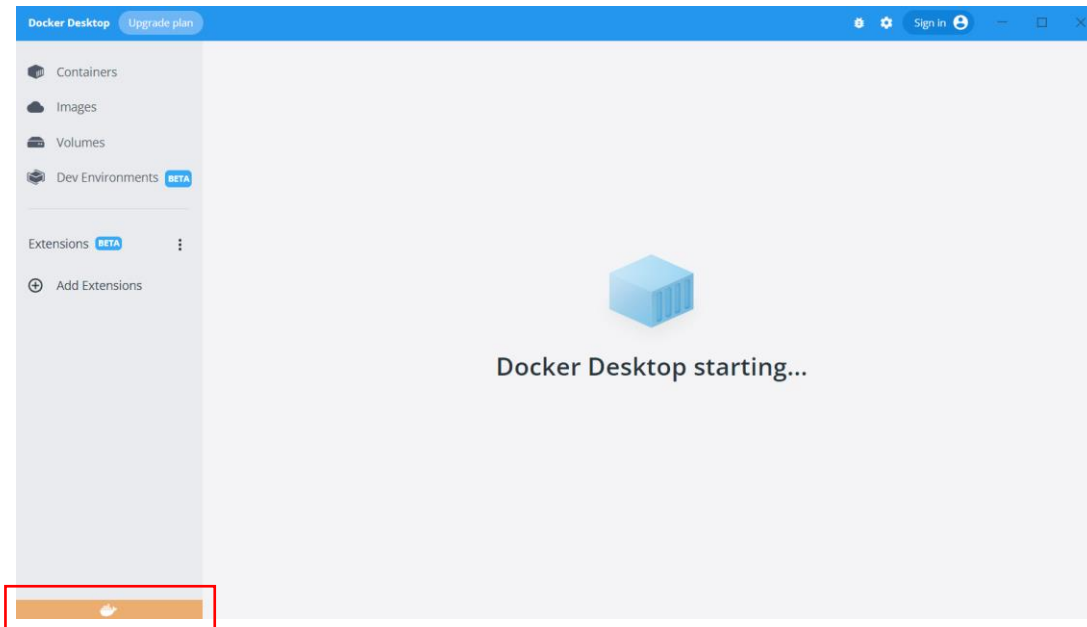 Docker Desktop Upgrade plan Sign in
Containers
Images
Volumes
Dev Environments BETA
Extensions BETA
Add Extensions
Docker Desktop starting...